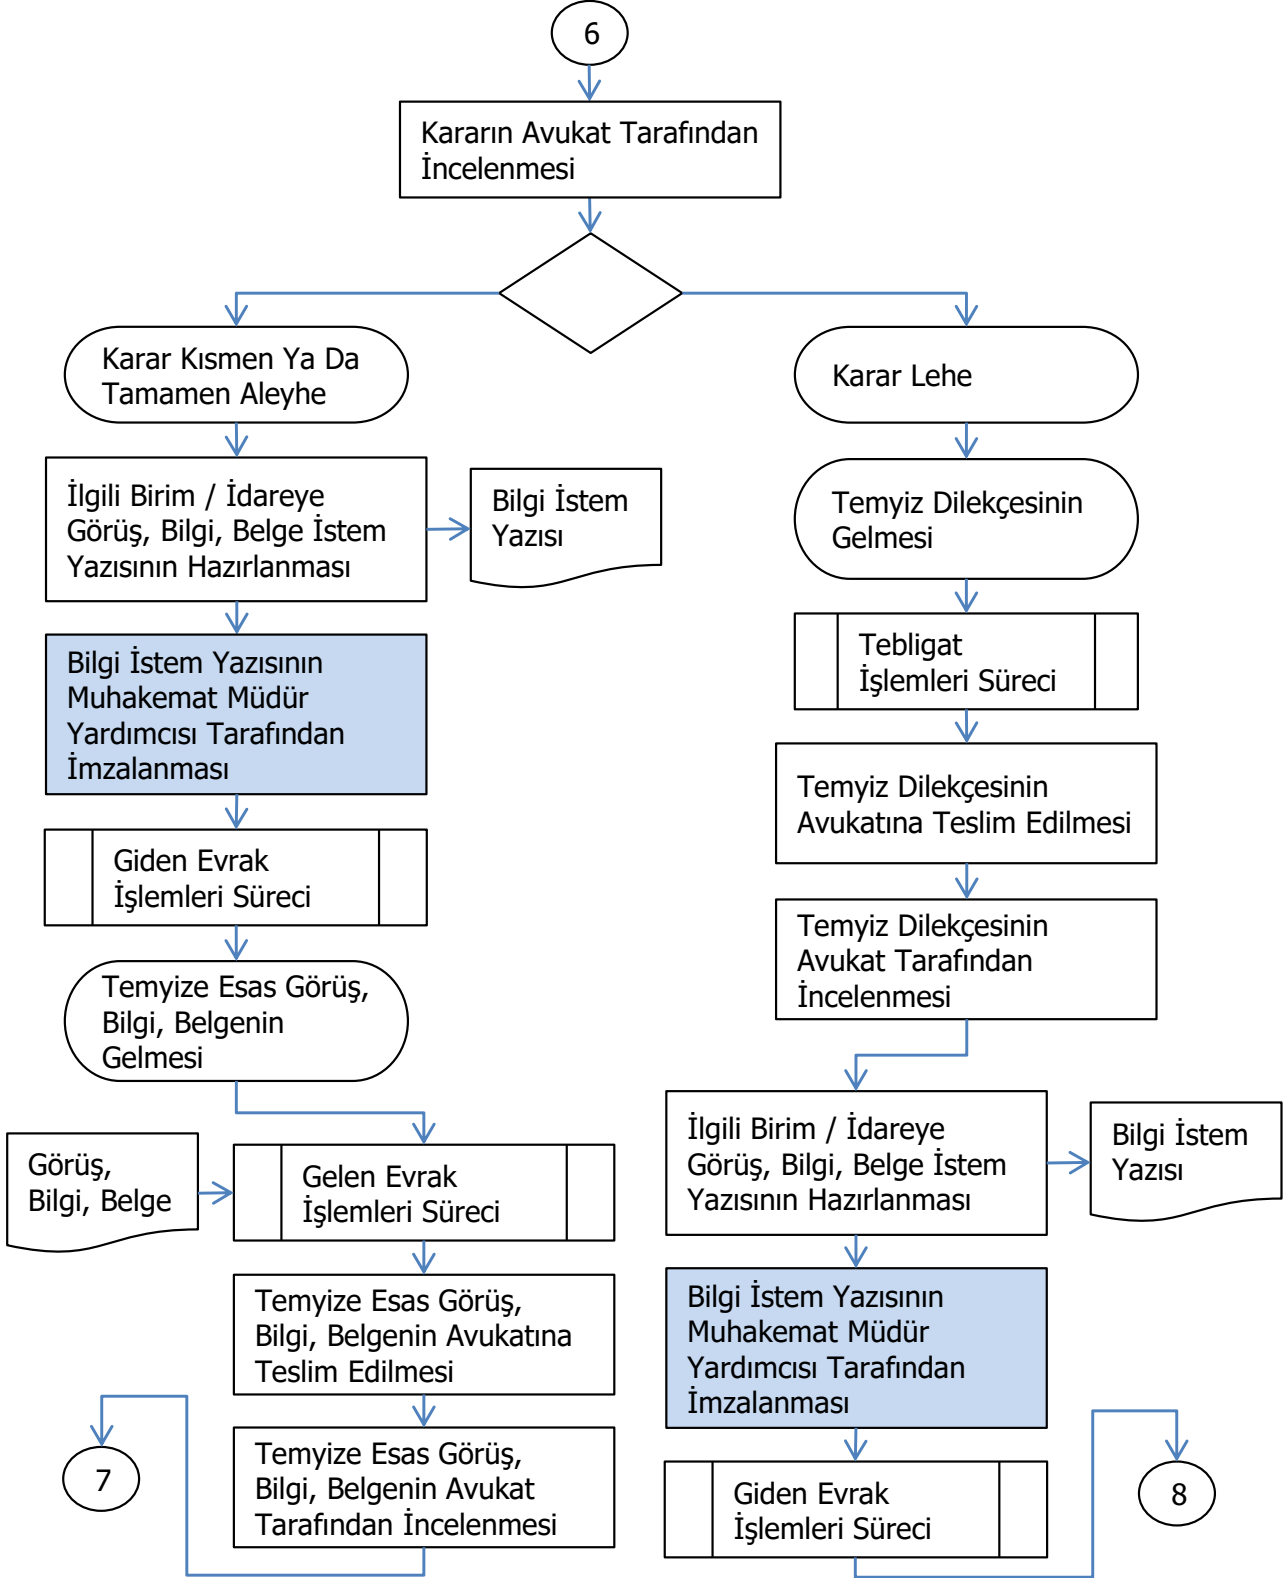 6
Kararın Avukat Tarafından
İncelenmesi
Karar Kısmen Ya Da
Tamamen Aleyhe
İlgili Birim / İdareye
Görüş, Bilgi, Belge İstem
Yazısının Hazırlanması
Bilgi İstem
Yazısı
Bilgi İstem Yazısının
Muhakemat Müdür
Yardımcısı Tarafından
İmzalanması
Giden Evrak
İşlemleri Süreci
Temyize Esas Görüş,
Bilgi, Belgenin
Gelmesi
Görüş,
Bilgi, Belge
Gelen Evrak
İşlemleri Süreci
Temyize Esas Görüş,
Bilgi, Belgenin Avukatına
Teslim Edilmesi
Temyize Esas Görüş,
Bilgi, Belgenin Avukat
Tarafından İncelenmesi
7
Karar Lehe
Temyiz Dilekçesinin
Gelmesi
Tebligat
İşlemleri Süreci
Temyiz Dilekçesinin
Avukatına Teslim Edilmesi
Temyiz Dilekçesinin
Avukat Tarafından
İncelenmesi
İlgili Birim / İdareye
Görüş, Bilgi, Belge İstem
Yazısının Hazırlanması
Bilgi İstem
Yazısı
Bilgi İstem Yazısının
Muhakemat Müdür
Yardımcısı Tarafından
İmzalanması
Giden Evrak
İşlemleri Süreci
8